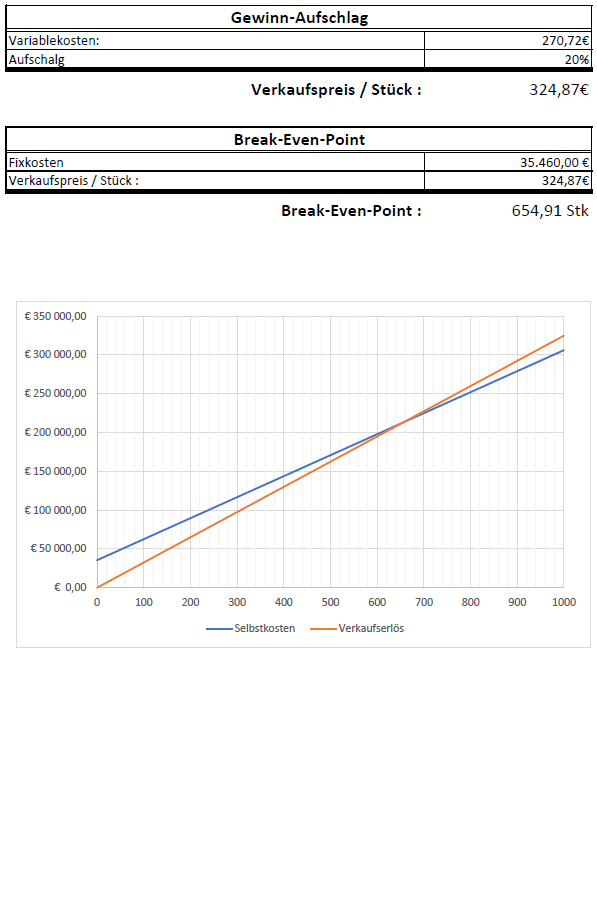 Gewinn-Aufschlag
Variablekosten: 270,72€
Aufschalg 20%
Verkaufspreis / Stück : 324,87€
Break-Even-Point
Fixkosten 35.460,00 €
Verkaufspreis / Stück : 324,87€
Break-Even-Point : 654,91 Stk
€ 350 000,00
€ 300 000,00
€ 250 000,00
€ 200 000,00
€ 150 000,00
€ 100 000,00
€ 50 000,00
€ 0,00
0 100 200 300 400 500 600 700 800 900 1000
Selbstkosten Verkaufserlös